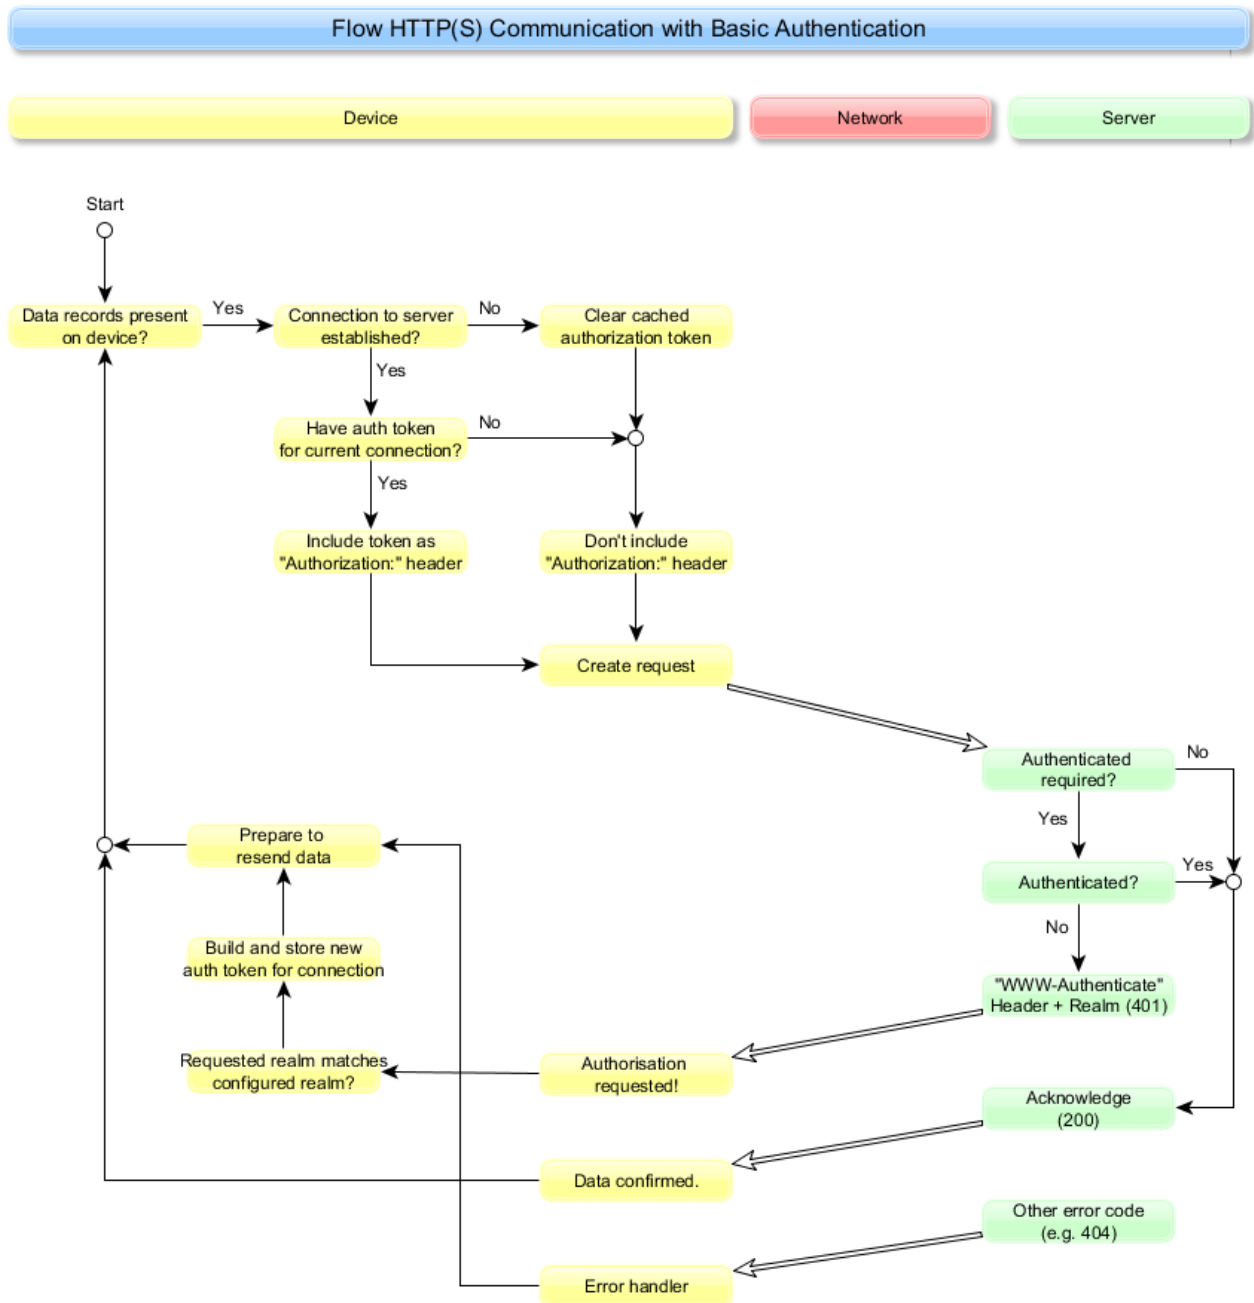 Flow HTTP(S) Communication with Basic Authentication
Device
Network
Server
Start
Data records present
on device?
Yes
Connection to server
established?
No
Clear cached
authorization token
Yes
Have auth token
for current connection?
No
Yes
Include token as
"Authorization:" header
Don't include
"Authorization:" header
Create request
Authenticated
required?
No
Yes
Prepare to
resend data
Authenticated?
Yes
No
Build and store new
auth token for connection
"WWW-Authenticate"
Header + Realm (401)
Requested realm matches
configured realm?
Authorisation
requested!
Acknowledge
(200)
Data confirmed.
Other error code
(e.g. 404)
Error handler